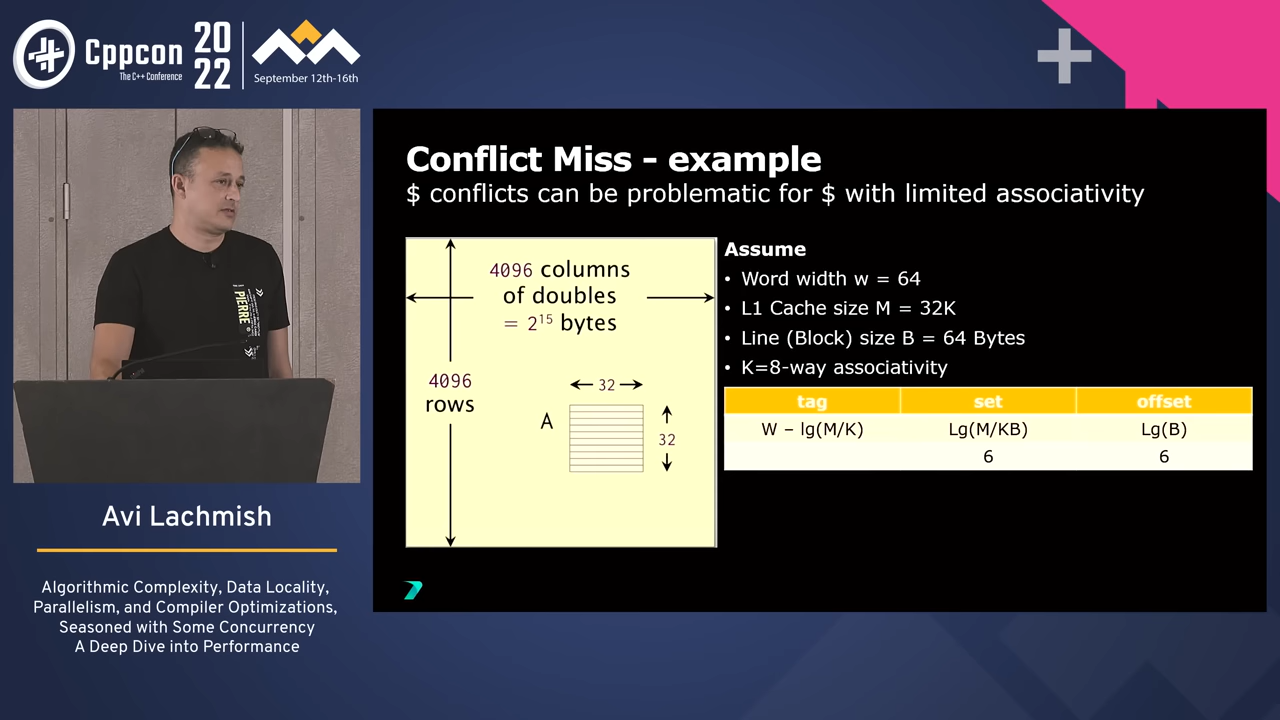 Cppcon
The C++ Conference
20
22
September 12th-16th
PIERRE
Avi Lachmish
Algorithmic Complexity, Data Locality,
Parallelism, and Compiler Optimizations,
Seasoned with Some Concurrency
A Deep Dive into Performance
Conflict Miss - example
$ conflicts can be problematic for $ with limited associativity
4096 columns
of doubles
= 2¹⁵ bytes
4096
rows
32
A
32
Assume
• Word width w = 64
• L1 Cache size M = 32K
• Line (Block) size B = 64 Bytes
• K=8-way associativity
tag set offset
W – lg(M/K) Lg(M/KB) Lg(B)
6 6